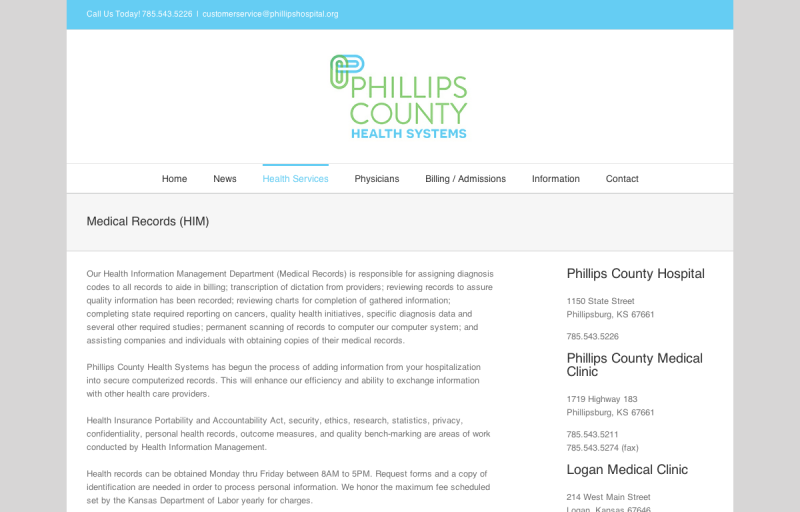 Call Us Today! 785.543.5226 | customerservice@phillipshospital.org
PHILLIPS
COUNTY
HEALTH SYSTEMS
Home News Health Services Physicians Billing / Admissions Information Contact
Medical Records (HIM)
Our Health Information Management Department (Medical Records) is responsible for assigning diagnosis
codes to all records to aide in billing; transcription of dictation from providers; reviewing records to assure
quality information has been recorded; reviewing charts for completion of gathered information;
completing state required reporting on cancers, quality health initiatives, specific diagnosis data and
several other required studies; permanent scanning of records to computer our computer system; and
assisting companies and individuals with obtaining copies of their medical records.
Phillips County Health Systems has begun the process of adding information from your hospitalization
into secure computerized records. This will enhance our efficiency and ability to exchange information
with other health care providers.
Health Insurance Portability and Accountability Act, security, ethics, research, statistics, privacy,
confidentiality, personal health records, outcome measures, and quality bench-marking are areas of work
conducted by Health Information Management.
Health records can be obtained Monday thru Friday between 8AM to 5PM. Request forms and a copy of
identification are needed in order to process personal information. We honor the maximum fee scheduled
set by the Kansas Department of Labor yearly for charges.
Phillips County Hospital
1150 State Street
Phillipsburg, KS 67661
785.543.5226
Phillips County Medical
Clinic
1719 Highway 183
Phillipsburg, KS 67661
785.543.5211
785.543.5274 (fax)
Logan Medical Clinic
214 West Main Street
Logan, Kansas 67646